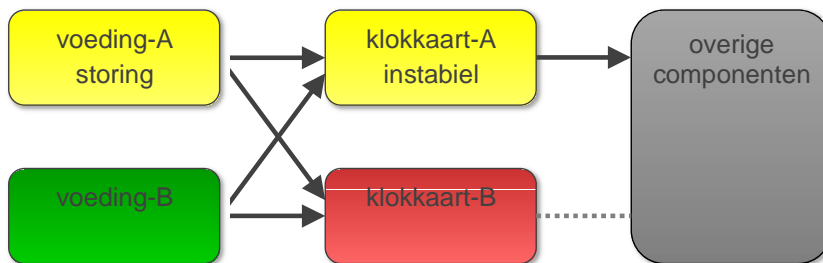 voeding-A
storing
klokkaart-A
instabiel
overige
componenten
voeding-B
klokkaart-B